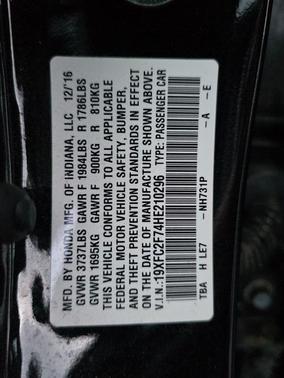 MFD. BY HONDA MFG. OF INDIANA, LLC 12/'16
GVWR 3737LBS GAWR F 1984LBS R 1786LBS
GVWR 1695KG GAWR F 900KG R 810KG
THIS VEHICLE CONFORMS TO ALL APPLICABLE
FEDERAL MOTOR VEHICLE SAFETY, BUMPER,
AND THEFT PREVENTION STANDARDS IN EFFECT
ON THE DATE OF MANUFACTURE SHOWN ABOVE.
V.I.N.:19XFC2F74HE210296 TYPE: PASSENGER CAR
TBA H LE7 -NH731P -A -E